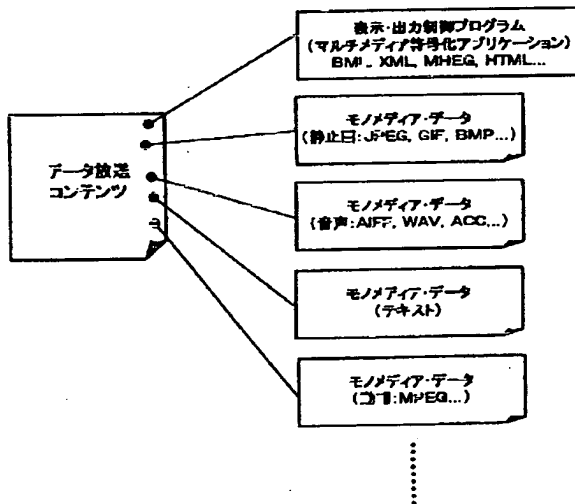 表示・出力制御プログラム
(マルチメディア符号化アプリケーション)
XML, MHEG, HTML...
モノメディア・データ
(静止画:JPEG, GIF, BMP...)
データ放送
コンテンツ
モノメディア・データ
(音声:AIFF, WAV, ACC...)
モノメディア・データ
(テキスト)
モノメディア・データ
MPEG...)